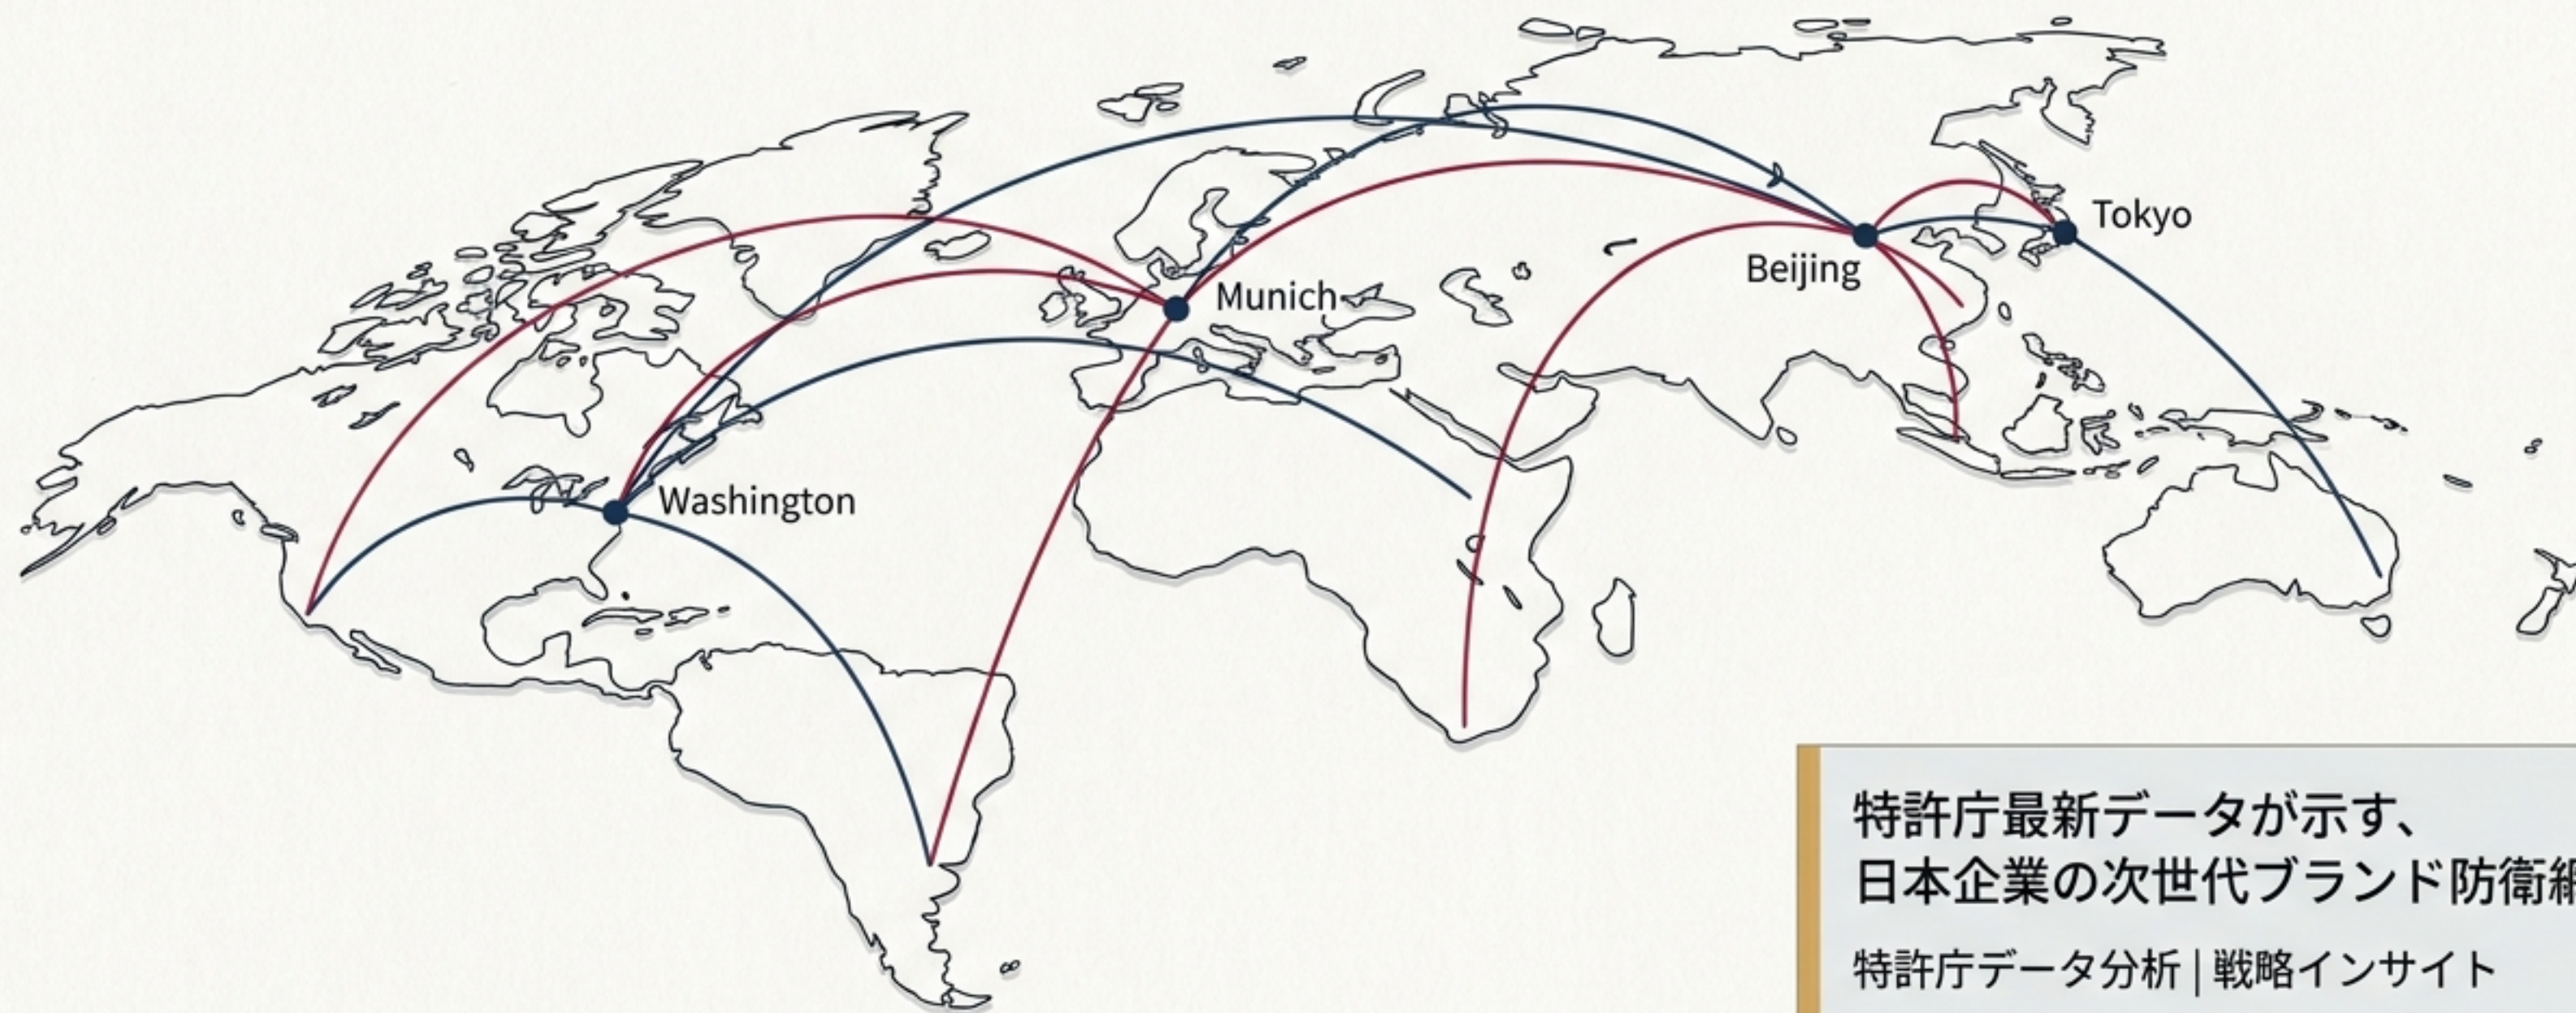 Tokyo
Beijing
Munich
Washington
特許庁最新データが示す、
日本企業の次世代ブランド防衛網
特許庁データ分析 | 戦略インサイト